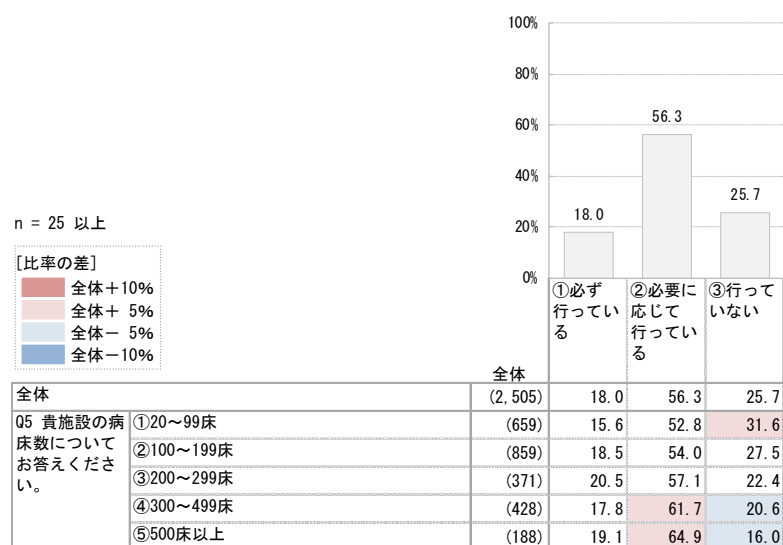 100%
80%
60%
40%
20%
0%
18.0
56.3
25.7
n = 25 以上
[比率の差]
全体＋10%
全体＋ 5%
全体－ 5%
全体－10%
①必ず
行ってい
る
②必要に
応じて
行ってい
る
③行って
いない
全体
全体 (2,505) 18.0 56.3 25.7
Q5 貴施設の病
床数について
お答えくださ
い。
①20～99床 (659) 15.6 52.8 31.6
②100～199床 (859) 18.5 54.0 27.5
③200～299床 (371) 20.5 57.1 22.4
④300～499床 (428) 17.8 61.7 20.6
⑤500床以上 (188) 19.1 64.9 16.0